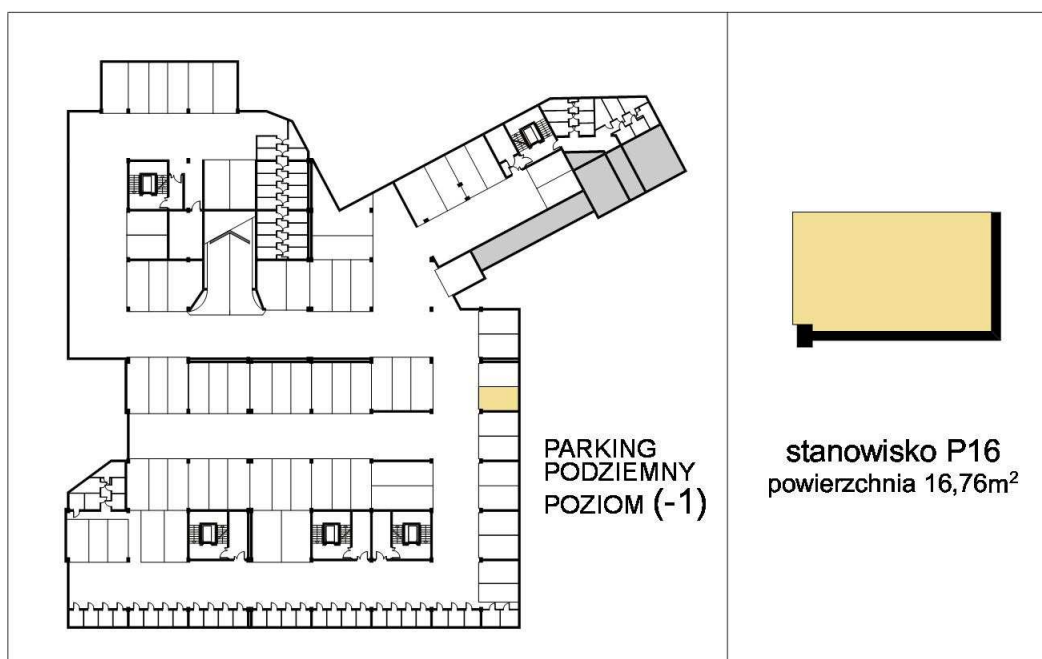 PARKING
PODZIEMNY
POZIOM (-1)
stanowisko P16
powierzchnia 16,76m²